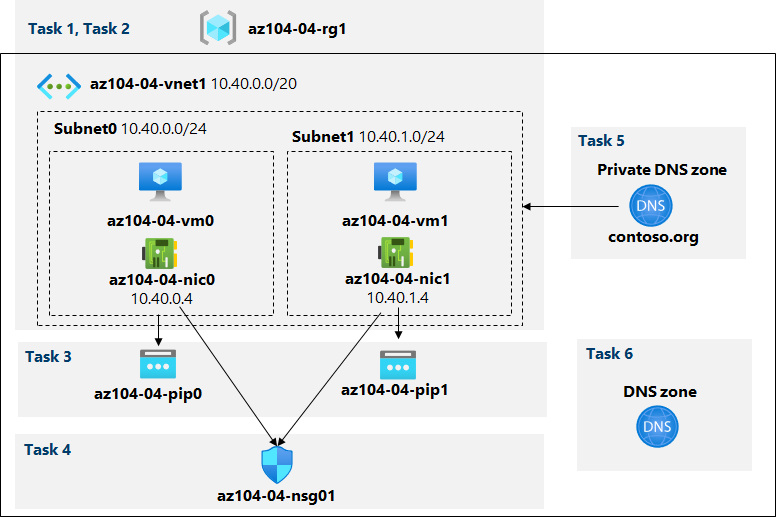 Task 1, Task 2
az104-04-rg1
az104-04-vnet1 10.40.0.0/20
Subnet0 10.40.0.0/24
Subnet1 10.40.1.0/24
az104-04-vm0
az104-04-vm1
az104-04-nic0
10.40.0.4
az104-04-nic1
10.40.1.4
Task 5
Private DNS zone
DNS
contoso.org
Task 3
az104-04-pip0
az104-04-pip1
Task 6
DNS zone
DNS
Task 4
az104-04-nsg01